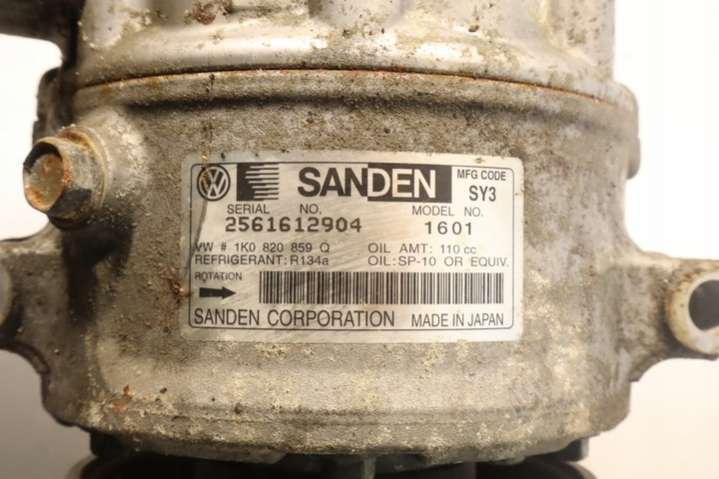 SANDEN
MFG CODE
SY3
SERIAL NO.
2561612904
MODEL NO.
1601
VW # 1K0 820 859 Q
OIL AMT: 110 cc
REFRIGERANT: R134a
OIL:SP-10 OR EQUIV.
ROTATION
SANDEN CORPORATION MADE IN JAPAN